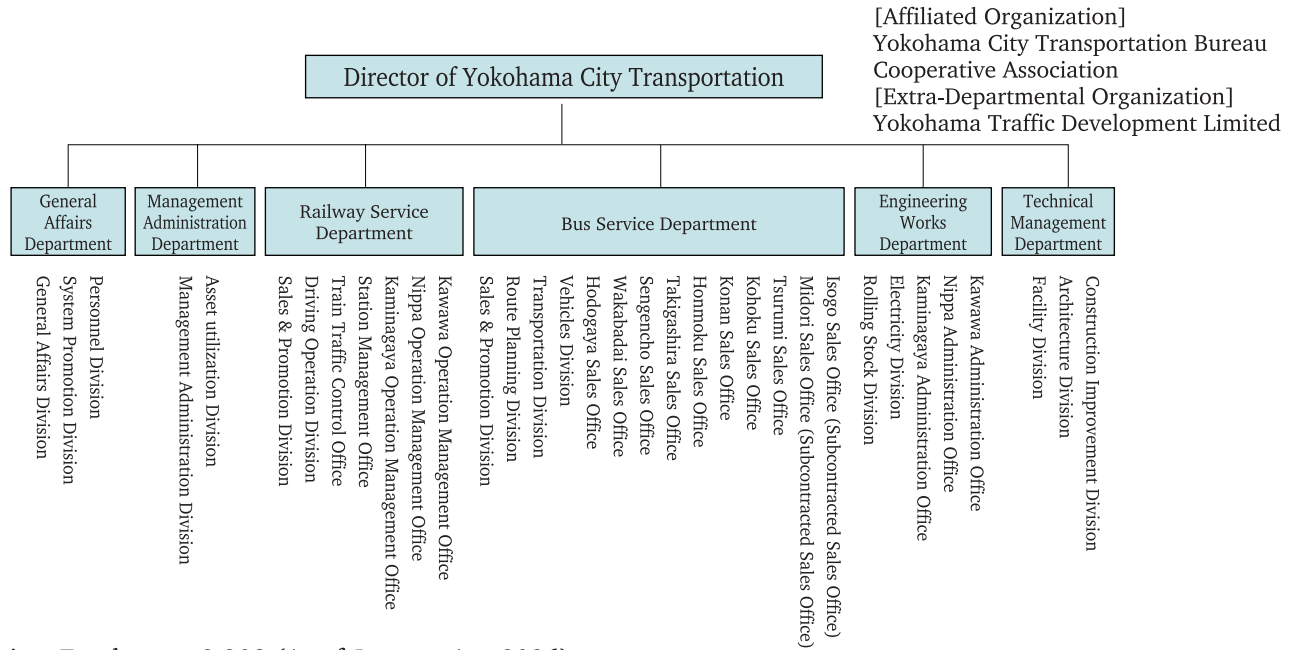 [Affiliated Organization]
Yokohama City Transportation Bureau
Cooperative Association
[Extra-Departmental Organization]
Yokohama Traffic Development Limited
Director of Yokohama City Transportation
General
Affairs
Department
Management
Administration
Department
Railway Service
Department
Bus Service Department
Engineering
Works
Department
Technical
Management
Department
General Affairs Division
System Promotion Division
Personnel Division
Management Administration Division
Asset utilization Division
Sales & Promotion Division
Driving Operation Division
Train Traffic Control Office
Station Management Office
Kaminagaya Operation Management Office
Nippa Operation Management Office
Kawawa Operation Management Office
Sales & Promotion Division
Route Planning Division
Transportation Division
Vehicles Division
Hodogaya Sales Office
Wakabadai Sales Office
Sengencho Sales Office
Takigashira Sales Office
Honmoku Sales Office
Konan Sales Office
Kohoku Sales Office
Tsurumi Sales Office
Midori Sales Office (Subcontracted Sales Office)
Isogo Sales Office (Subcontracted Sales Office)
Rolling Stock Division
Electricity Division
Kaminagaya Administration Office
Nippa Administration Office
Kawawa Administration Office
Facility Division
Architecture Division
Construction Improvement Division